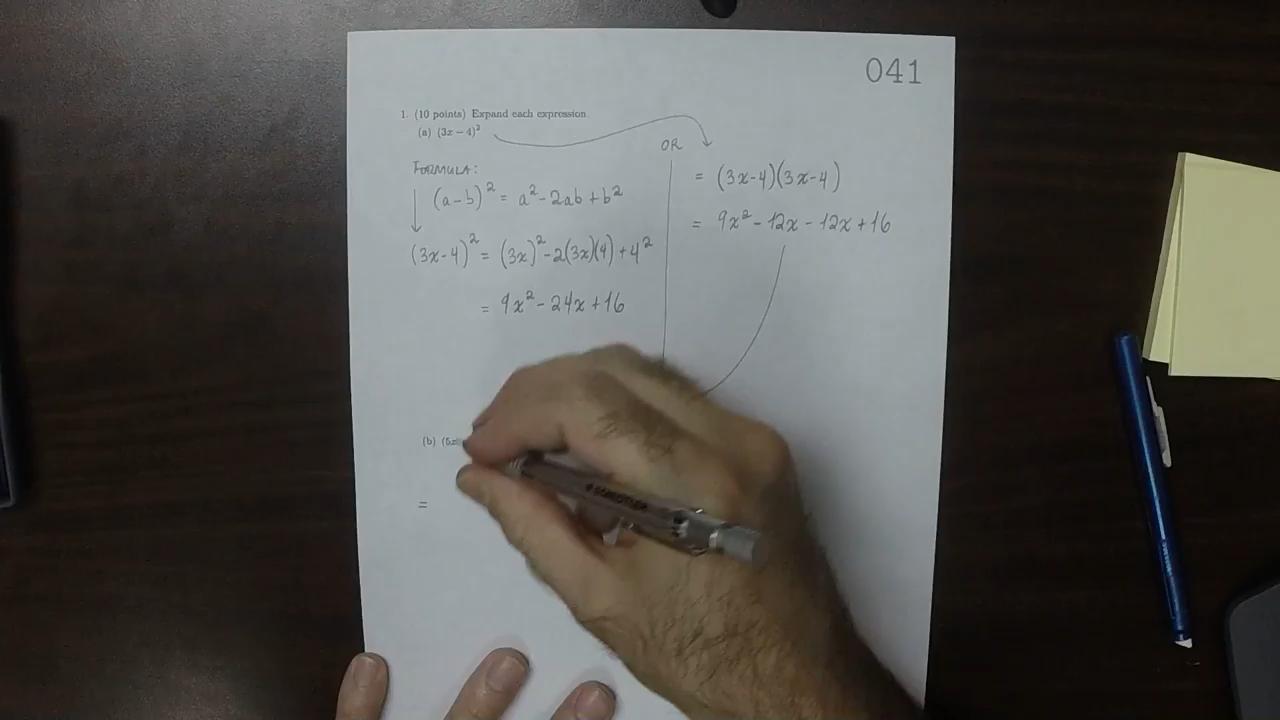 041
1. (10 points) Expand each expression.
(a) (3x − 4)²
FORMULA:
(a-b)² = a² - 2ab + b²
(3x-4)² = (3x)² - 2(3x)(4) + 4²
= 9x² - 24x + 16
OR
= (3x-4)(3x-4)
= 9x² - 12x - 12x + 16
(b) (5x
=
STAEDTLER